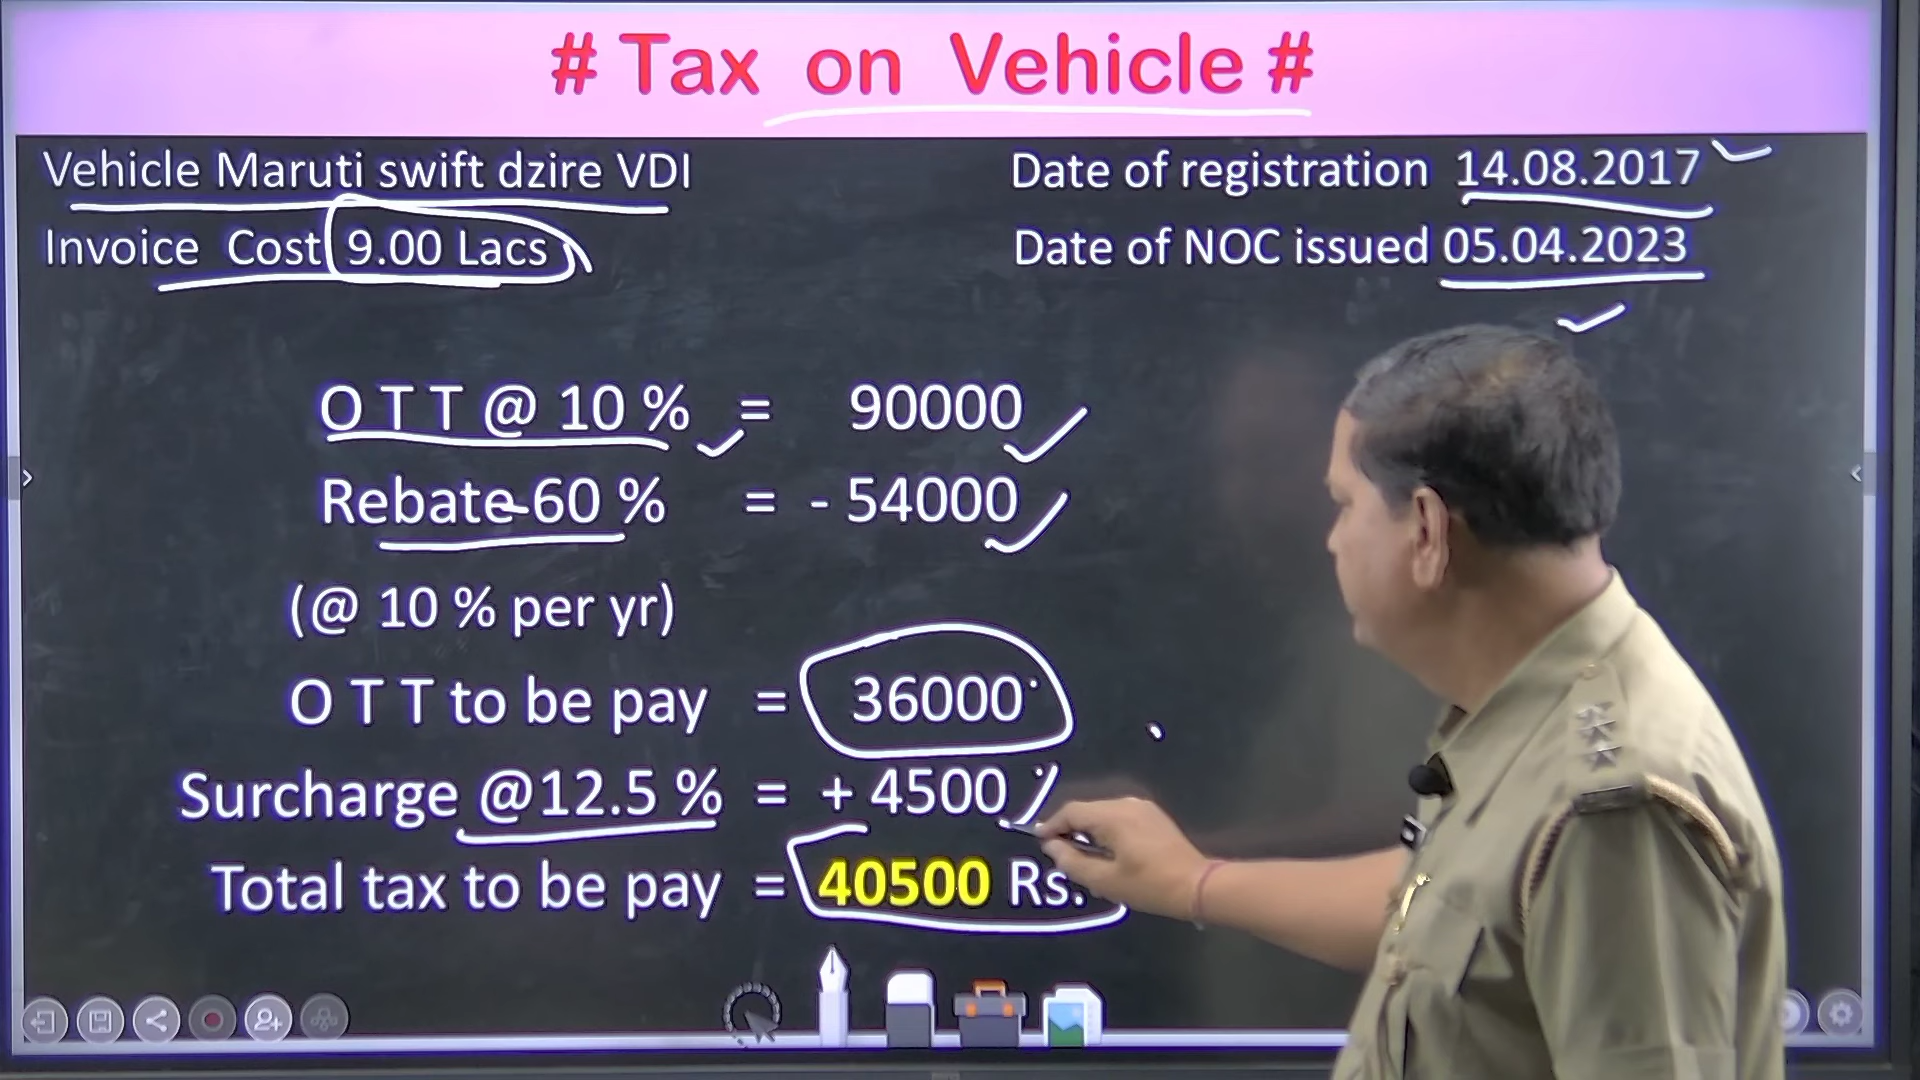 # Tax on Vehicle #
Vehicle Maruti swift dzire VDI
Date of registration 14.08.2017
Invoice Cost 9.00 Lacs
Date of NOC issued 05.04.2023
O T T @ 10 % = 90000
Rebate 60 % = - 54000
(@ 10 % per yr)
O T T to be pay = 36000
Surcharge @12.5 % = + 4500
Total tax to be pay = 40500 Rs.